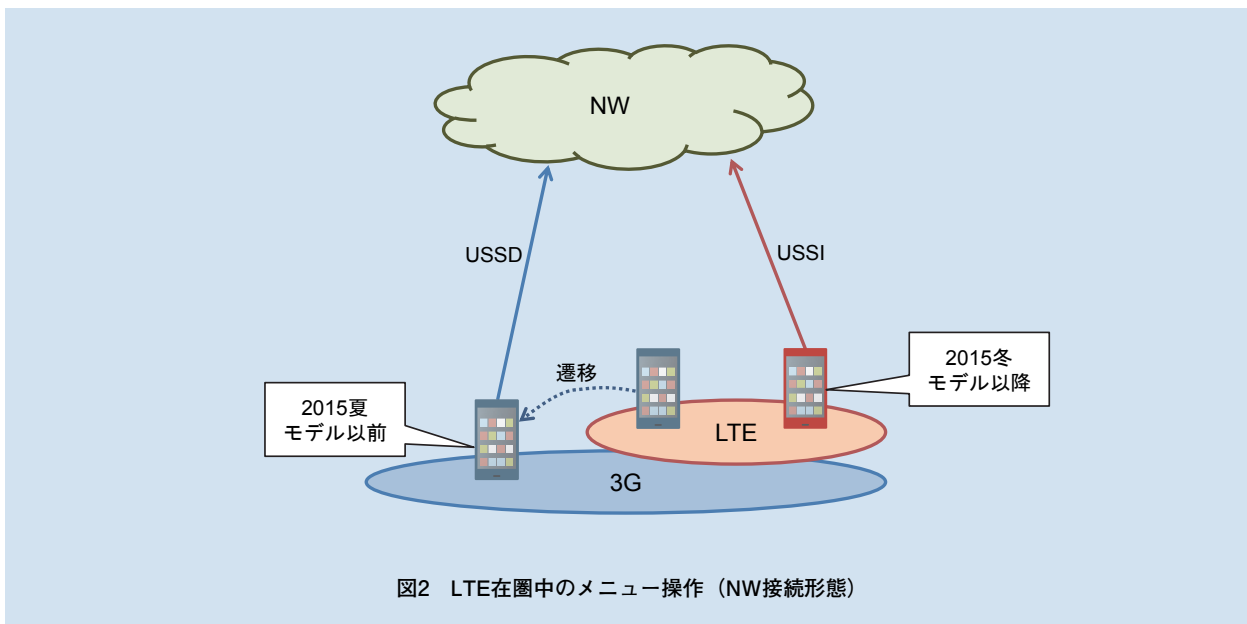 NW
USSD
USSI
遷移
2015冬
モデル以降
2015夏
モデル以前
LTE
3G
図2 LTE在圏中のメニュー操作（NW接続形態）